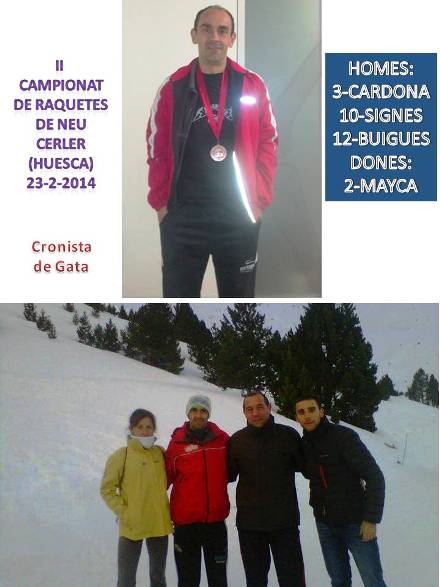 II
CAMPIONAT
DE RAQUETES
DE NEU
CERLER
(HUESCA)
23-2-2014
Cronista
de Gata
HOMES:
3-CARDONA
10-SIGNES
12-BUIGUES
DONES:
2-MAYCA